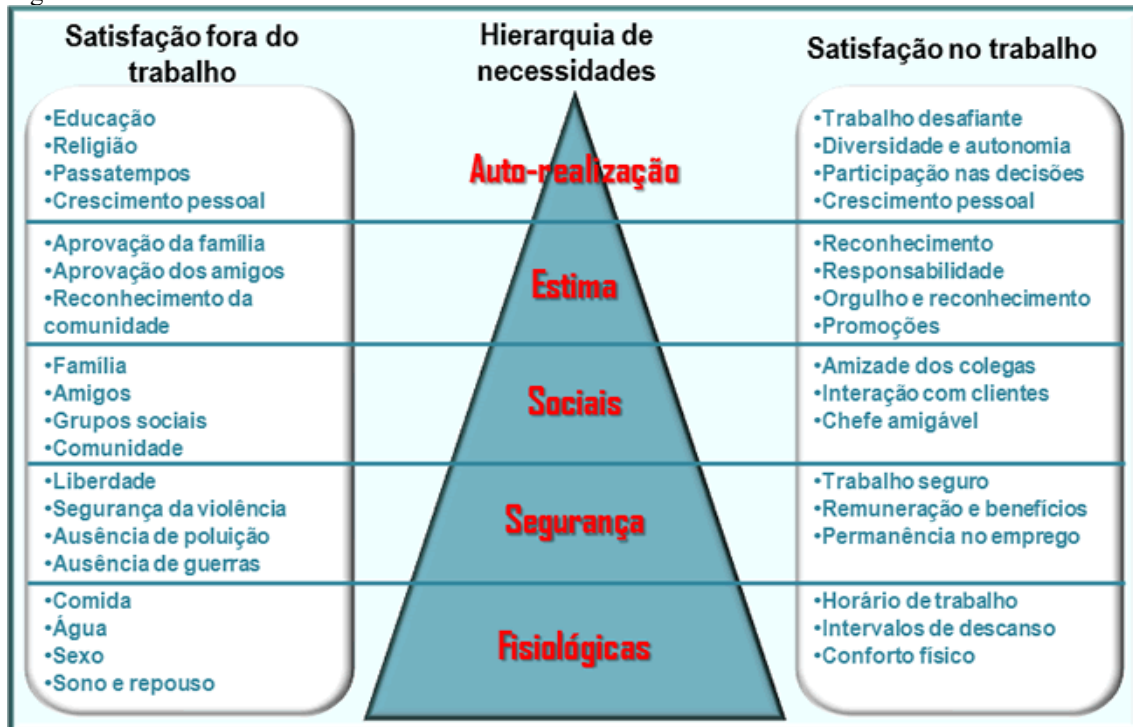 Satisfação fora do
trabalho
Hierarquia de
necessidades
Satisfação no trabalho
•Educação
•Religião
•Passatempos
•Crescimento pessoal
Auto-realização
•Trabalho desafiante
•Diversidade e autonomia
•Participação nas decisões
•Crescimento pessoal
•Aprovação da família
•Aprovação dos amigos
•Reconhecimento da
comunidade
Estima
•Reconhecimento
•Responsabilidade
•Orgulho e reconhecimento
•Promoções
•Família
•Amigos
•Grupos sociais
•Comunidade
Sociais
•Amizade dos colegas
•Interação com clientes
•Chefe amigável
•Liberdade
•Segurança da violência
•Ausência de poluição
•Ausência de guerras
Segurança
•Trabalho seguro
•Remuneração e benefícios
•Permanência no emprego
•Comida
•Água
•Sexo
•Sono e repouso
Fisiológicas
•Horário de trabalho
•Intervalos de descanso
•Conforto físico